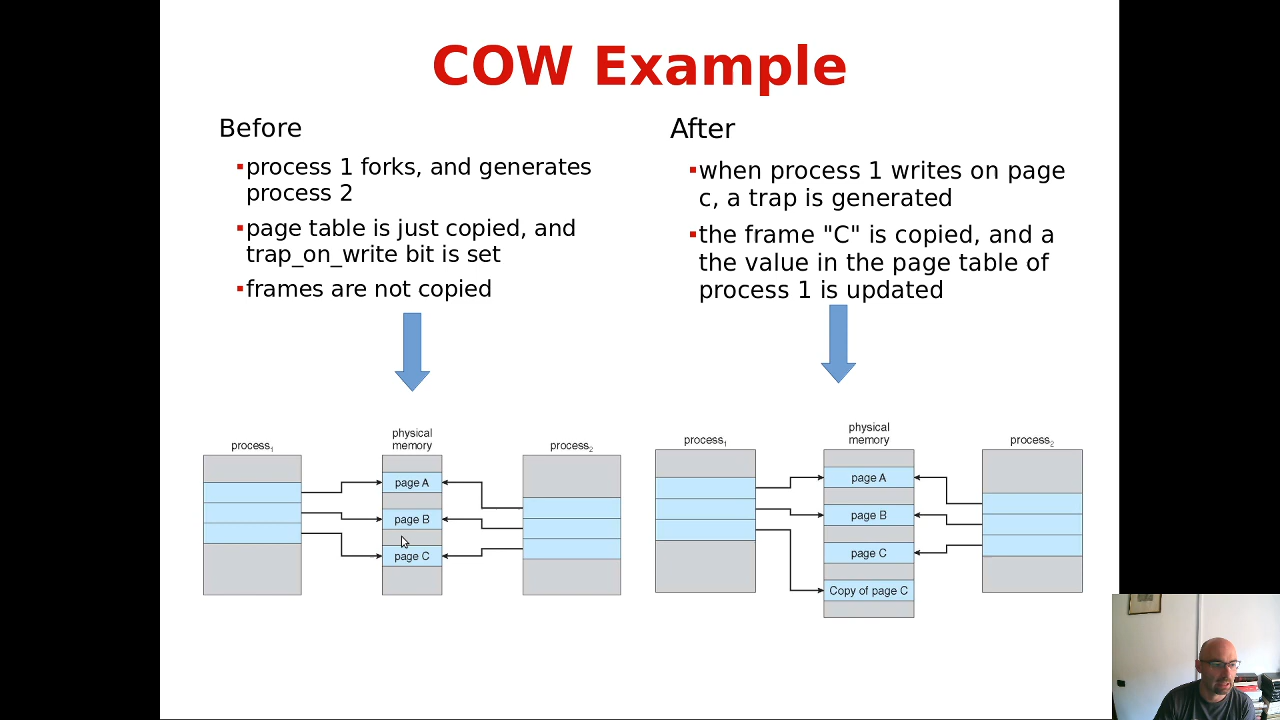 COW Example
Before
▪process 1 forks, and generates
process 2
▪page table is just copied, and
trap_on_write bit is set
▪frames are not copied
After
▪when process 1 writes on page
c, a trap is generated
▪the frame "C" is copied, and a
the value in the page table of
process 1 is updated
process₁
physical
memory
process₂
page A
page B
page C
process₁
physical
memory
process₂
page A
page B
page C
Copy of page C